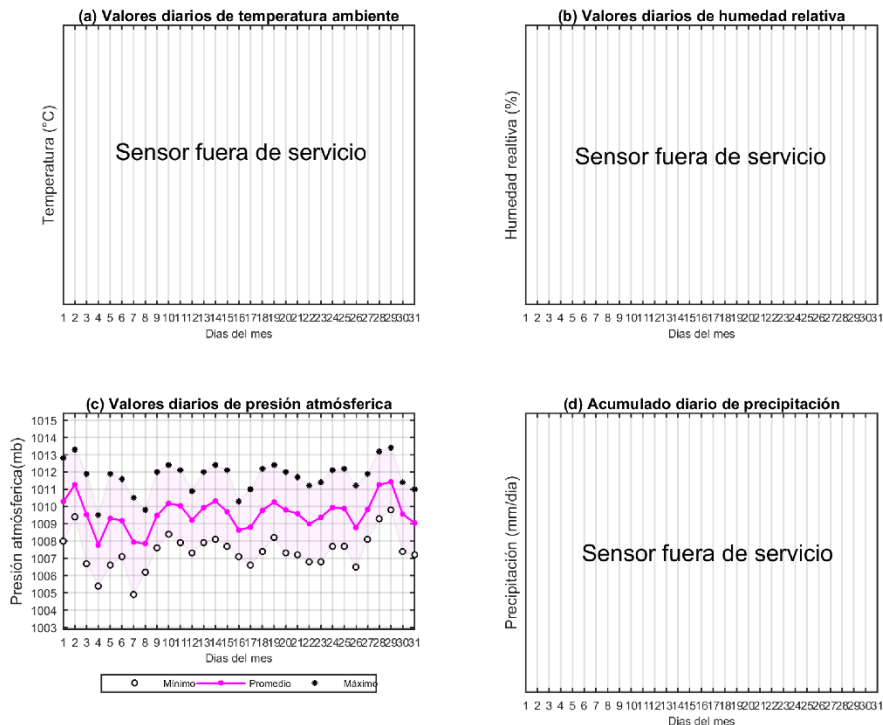 (a) Valores diarios de temperatura ambiente
Temperatura (°C)
Sensor fuera de servicio
1 2 3 4 5 6 7 8 9 10 11 12 13 14 15 16 17 18 19 20 21 22 23 24 25 26 27 28 29 30 31
Dias del mes
(b) Valores diarios de humedad relativa
Humedad realtiva (%)
Sensor fuera de servicio
1 2 3 4 5 6 7 8 9 10 11 12 13 14 15 16 17 18 19 20 21 22 23 24 25 26 27 28 29 30 31
Dias del mes
(c) Valores diarios de presión atmósferica
Presión atmósferica(mb)
1015
1014
1013
1012
1011
1010
1009
1008
1007
1006
1005
1004
1003
1 2 3 4 5 6 7 8 9 10 11 12 13 14 15 16 17 18 19 20 21 22 23 24 25 26 27 28 29 30 31
Dias del mes
Mínimo Promedio Máximo
(d) Acumulado diario de precipitación
Precipitación (mm/dia)
Sensor fuera de servicio
1 2 3 4 5 6 7 8 9 10 11 12 13 14 15 16 17 18 19 20 21 22 23 24 25 26 27 28 29 30 31
Dias del mes